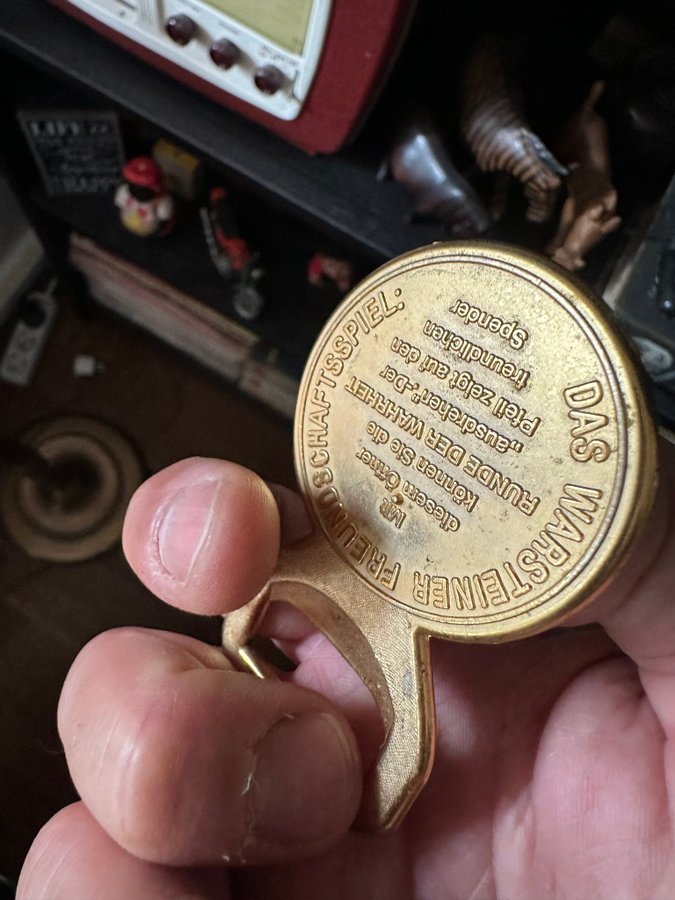 DAS WARSTEINER FREUNDSCHAFTSSPIEL:
Mit
diesem Öffner
können Sie die
RUNDE DER WAHRHEIT
„ausdrehen“. Der
Pfeil zeigt auf den
freundlichen
Spender
LIFE